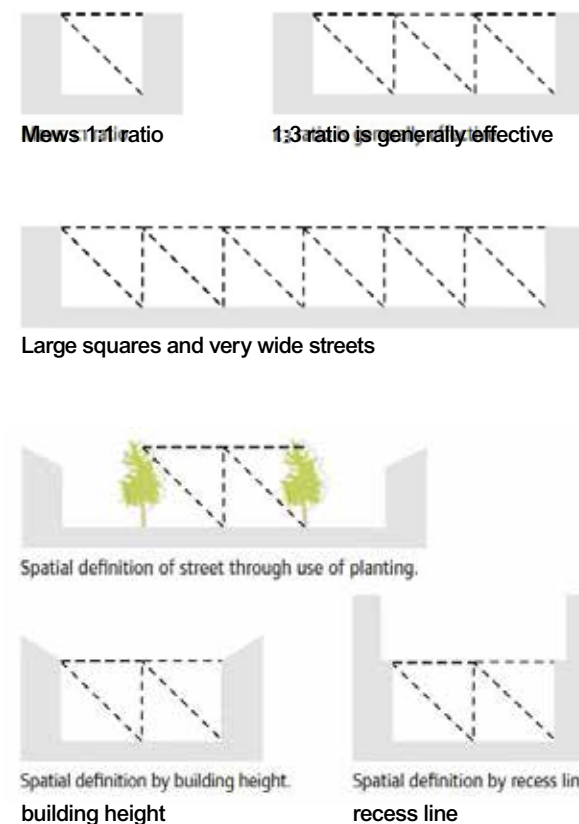 Mews 1:1 ratio
1:3 ratio is generally effective
Large squares and very wide streets
Spatial definition of street through use of planting.
Spatial definition by building height.
Spatial definition by recess lin
building height
recess line